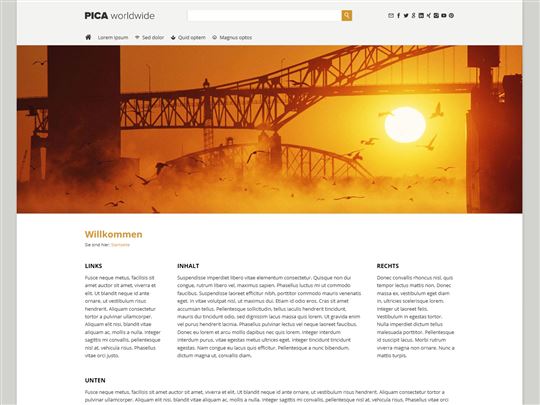 PICA worldwide
Lorem Ipsum
Sed dolor
Quid optem
Magnus optos
Willkommen
Sie sind hier: Startseite
LINKS
Fusce neque metus, facilisis sit
amet auctor sit amet, viverra et
elit. Ut blandit neque id ante
ornare, ut vestibulum risus
hendrerit. Aliquam consectetur
tortor a pulvinar ullamcorper.
Aliquam elit nisi, blandit vitae
aliquam ac, mollis a nulla. Integer
sagittis mi convallis, pellentesque
nisl at, vehicula risus. Phasellus
vitae orci justo.
INHALT
Suspendisse imperdiet libero vitae elementum consectetur. Quisque non dui
congue, rutrum libero vel, maximus sapien. Phasellus luctus mi ut commodo
faucibus. Suspendisse efficitur nibh, porttitor commodo mauris venenatis
eget. In vitae volutpat nisl, ut maximus dui. Etiam id odio eros. Cras sit amet
accumsan tellus. Pellentesque sollicitudin, tellus iaculis hendrerit tincidunt,
mauris dui tincidunt odio, sed dignissim lacus massa quis lorem. Ut gravida enim
vel purus hendrerit lacinia. Phasellus pulvinar lectus vel neque laoreet faucibus.
Donec eu lorem et arcu mollis dapibus nec quis lorem. Integer interdum
interdum purus, vitae egestas metus ultrices eget. Integer tincidunt tincidunt
egestas. Nam congue eu lacus quis efficitur. Pellentesque a nunc bibendum,
dictum magna ut, convallis diam.
RECHTS
Donec convallis rhoncus nisl, quis
tempor lectus mattis non. Donec
massa ex, vestibulum eget diam
in, ultricies scelerisque lorem.
Integer ut laoreet felis.
Vestibulum in egestas tortor.
Nulla imperdiet dictum tellus
malesuada porttitor. Pellentesque
id suscipit lacus. Morbi rutrum
viverra magna non ornare. Nunc a
mattis turpis.
UNTEN
Fusce neque metus, facilisis sit amet auctor sit amet, viverra et elit. Ut blandit neque id ante ornare, ut vestibulum risus hendrerit. Aliquam consectetur tortor a
pulvinar ullamcorper. Aliquam elit nisi, blandit vitae aliquam ac, mollis a nulla. Integer sagittis mi convallis, pellentesque nisl at, vehicula risus. Phasellus vitae orci